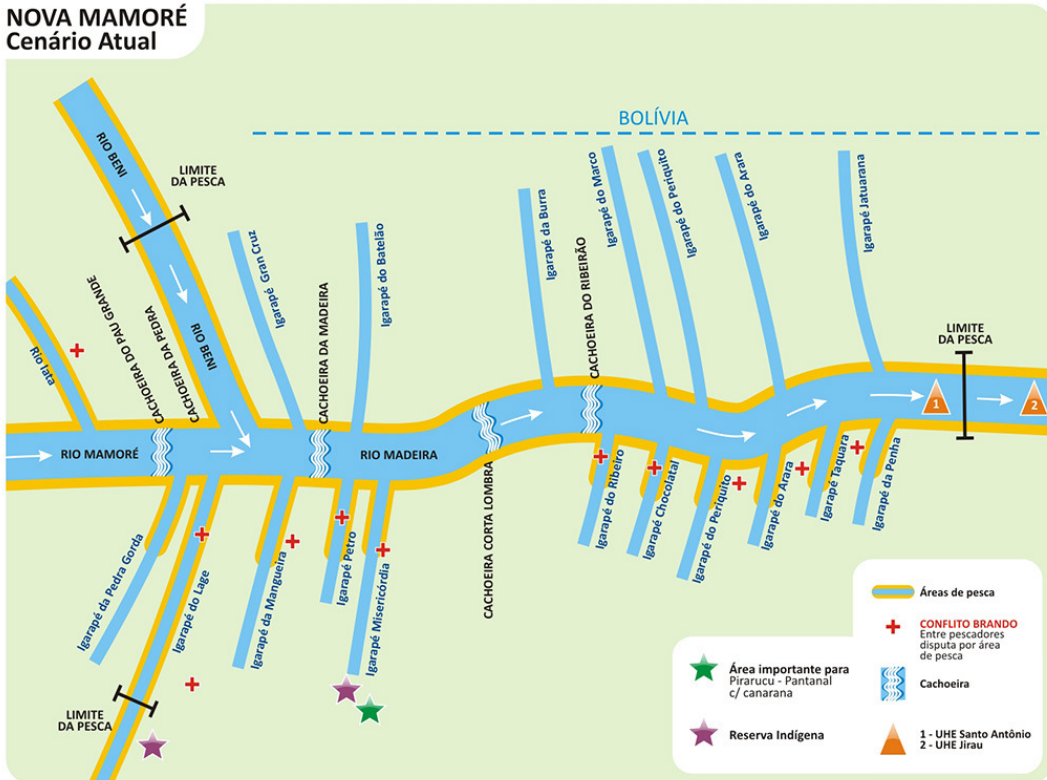 NOVA MAMORÉ
Cenário Atual
BOLÍVIA
RIO BENI
LIMITE
DA PESCA
RIO BENI
Rio Iata
CACHOEIRA DO PAU GRANDE
CACHOEIRA DA PEDRA
Igarapé Gran Cruz
CACHOEIRA DA MADEIRA
Igarapé do Batelão
Igarapé da Burra
CACHOEIRA DO RIBEIRÃO
Igarapé do Marco
Igarapé do Periquito
Igarapé do Arara
Igarapé Jatuarana
LIMITE
DA PESCA
1
2
RIO MAMORÉ
RIO MADEIRA
CACHOEIRA CORTA LOMBRA
Igarapé da Pedra Gorda
Igarapé do Lage
Igarapé da Mangueira
Igarapé Petro
Igarapé Misericórdia
Igarapé do Ribeiro
Igarapé Chocolatal
Igarapé do Periquito
Igarapé do Arara
Igarapé Taquara
Igarapé da Penha
LIMITE
DA PESCA
Área importante para
Pirarucu - Pantanal
c/ canarana
Reserva Indígena
Áreas de pesca
CONFLITO BRANDO
Entre pescadores
disputa por área
de pesca
Cachoeira
1 - UHE Santo Antônio
2 - UHE Jirau